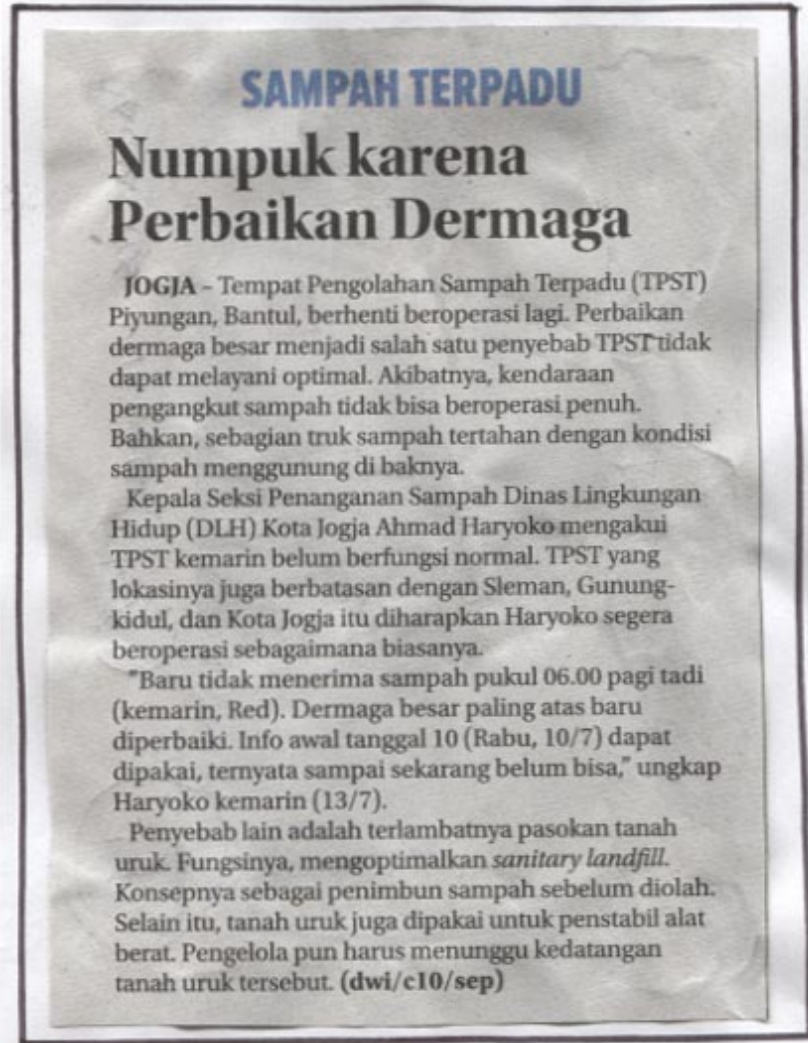 SAMPAH TERPADU
Numpuk karena
Perbaikan Dermaga
JOGJA – Tempat Pengolahan Sampah Terpadu (TPST)
Piyungan, Bantul, berhenti beroperasi lagi. Perbaikan
dermaga besar menjadi salah satu penyebab TPST tidak
dapat melayani optimal. Akibatnya, kendaraan
pengangkut sampah tidak bisa beroperasi penuh.
Bahkan, sebagian truk sampah tertahan dengan kondisi
sampah menggunung di baknya.
Kepala Seksi Penanganan Sampah Dinas Lingkungan
Hidup (DLH) Kota Jogja Ahmad Haryoko mengakui
TPST kemarin belum berfungsi normal. TPST yang
lokasinya juga berbatasan dengan Sleman, Gunung-
kidul, dan Kota Jogja itu diharapkan Haryoko segera
beroperasi sebagaimana biasanya.
"Baru tidak menerima sampah pukul 06.00 pagi tadi
(kemarin, Red). Dermaga besar paling atas baru
diperbaiki. Info awal tanggal 10 (Rabu, 10/7) dapat
dipakai, ternyata sampai sekarang belum bisa," ungkap
Haryoko kemarin (13/7).
Penyebab lain adalah terlambatnya pasokan tanah
uruk. Fungsinya, mengoptimalkan sanitary landfill.
Konsepnya sebagai penimbun sampah sebelum diolah.
Selain itu, tanah uruk juga dipakai untuk penstabil alat
berat. Pengelola pun harus menunggu kedatangan
tanah uruk tersebut. (dwi/c10/sep)